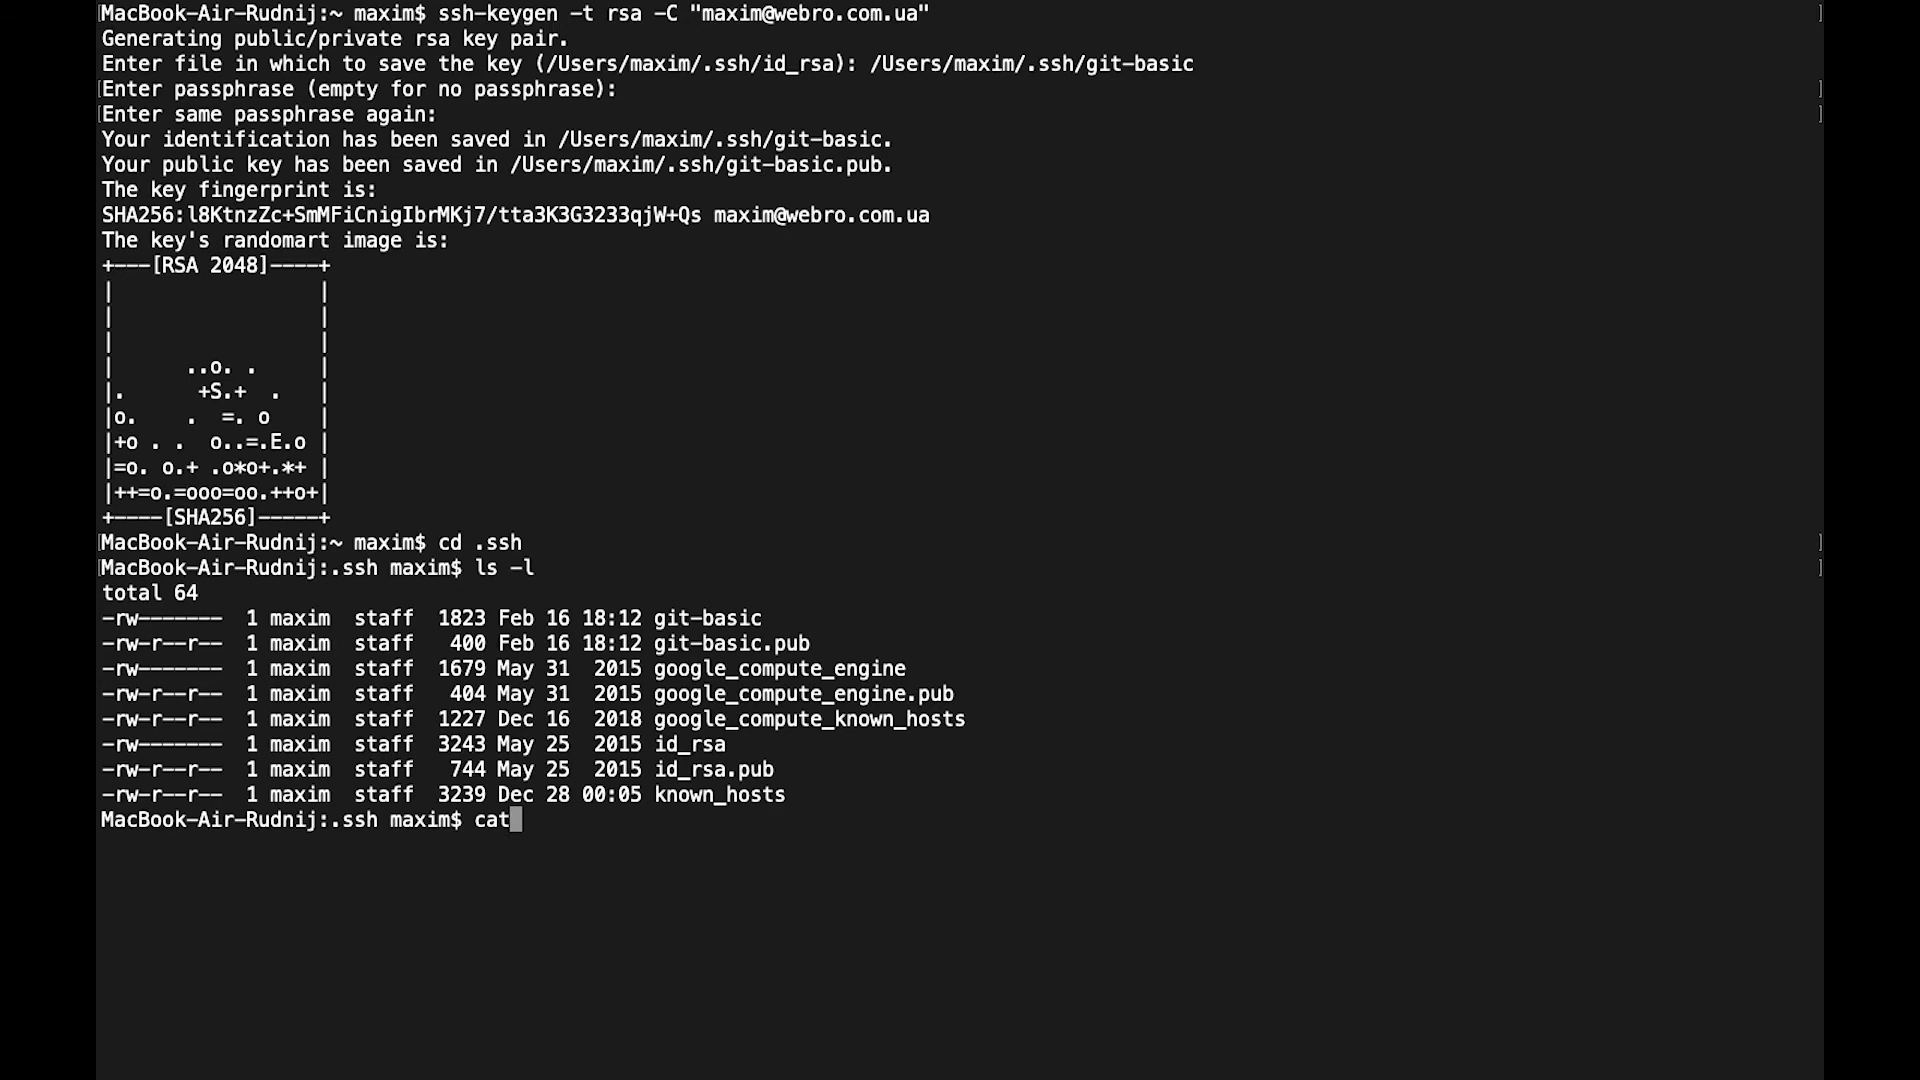 MacBook-Air-Rudnij:~ maxim$ ssh-keygen -t rsa -C "maxim@webro.com.ua"
Generating public/private rsa key pair.
Enter file in which to save the key (/Users/maxim/.ssh/id_rsa): /Users/maxim/.ssh/git-basic
Enter passphrase (empty for no passphrase):
Enter same passphrase again:
Your identification has been saved in /Users/maxim/.ssh/git-basic.
Your public key has been saved in /Users/maxim/.ssh/git-basic.pub.
The key fingerprint is:
SHA256:l8KtnzZc+SmMFiCnigIbrMKj7/tta3K3G3233qjW+Qs maxim@webro.com.ua
The key's randomart image is:
+---[RSA 2048]----+
|                 |
|                 |
|                 |
|      ..o. .     |
|.      +S.+  .   |
|o.    .  =. o    |
|+o . .  o..=.E.o |
|=o. o.+ .o*o+.*+ |
|++=o.=ooo=oo.++o+|
+----[SHA256]-----+
MacBook-Air-Rudnij:~ maxim$ cd .ssh
MacBook-Air-Rudnij:.ssh maxim$ ls -l
total 64
-rw-------  1 maxim  staff  1823 Feb 16 18:12 git-basic
-rw-r--r--  1 maxim  staff   400 Feb 16 18:12 git-basic.pub
-rw-------  1 maxim  staff  1679 May 31  2015 google_compute_engine
-rw-r--r--  1 maxim  staff   404 May 31  2015 google_compute_engine.pub
-rw-r--r--  1 maxim  staff  1227 Dec 16  2018 google_compute_known_hosts
-rw-------  1 maxim  staff  3243 May 25  2015 id_rsa
-rw-r--r--  1 maxim  staff   744 May 25  2015 id_rsa.pub
-rw-r--r--  1 maxim  staff  3239 Dec 28 00:05 known_hosts
MacBook-Air-Rudnij:.ssh maxim$ cat